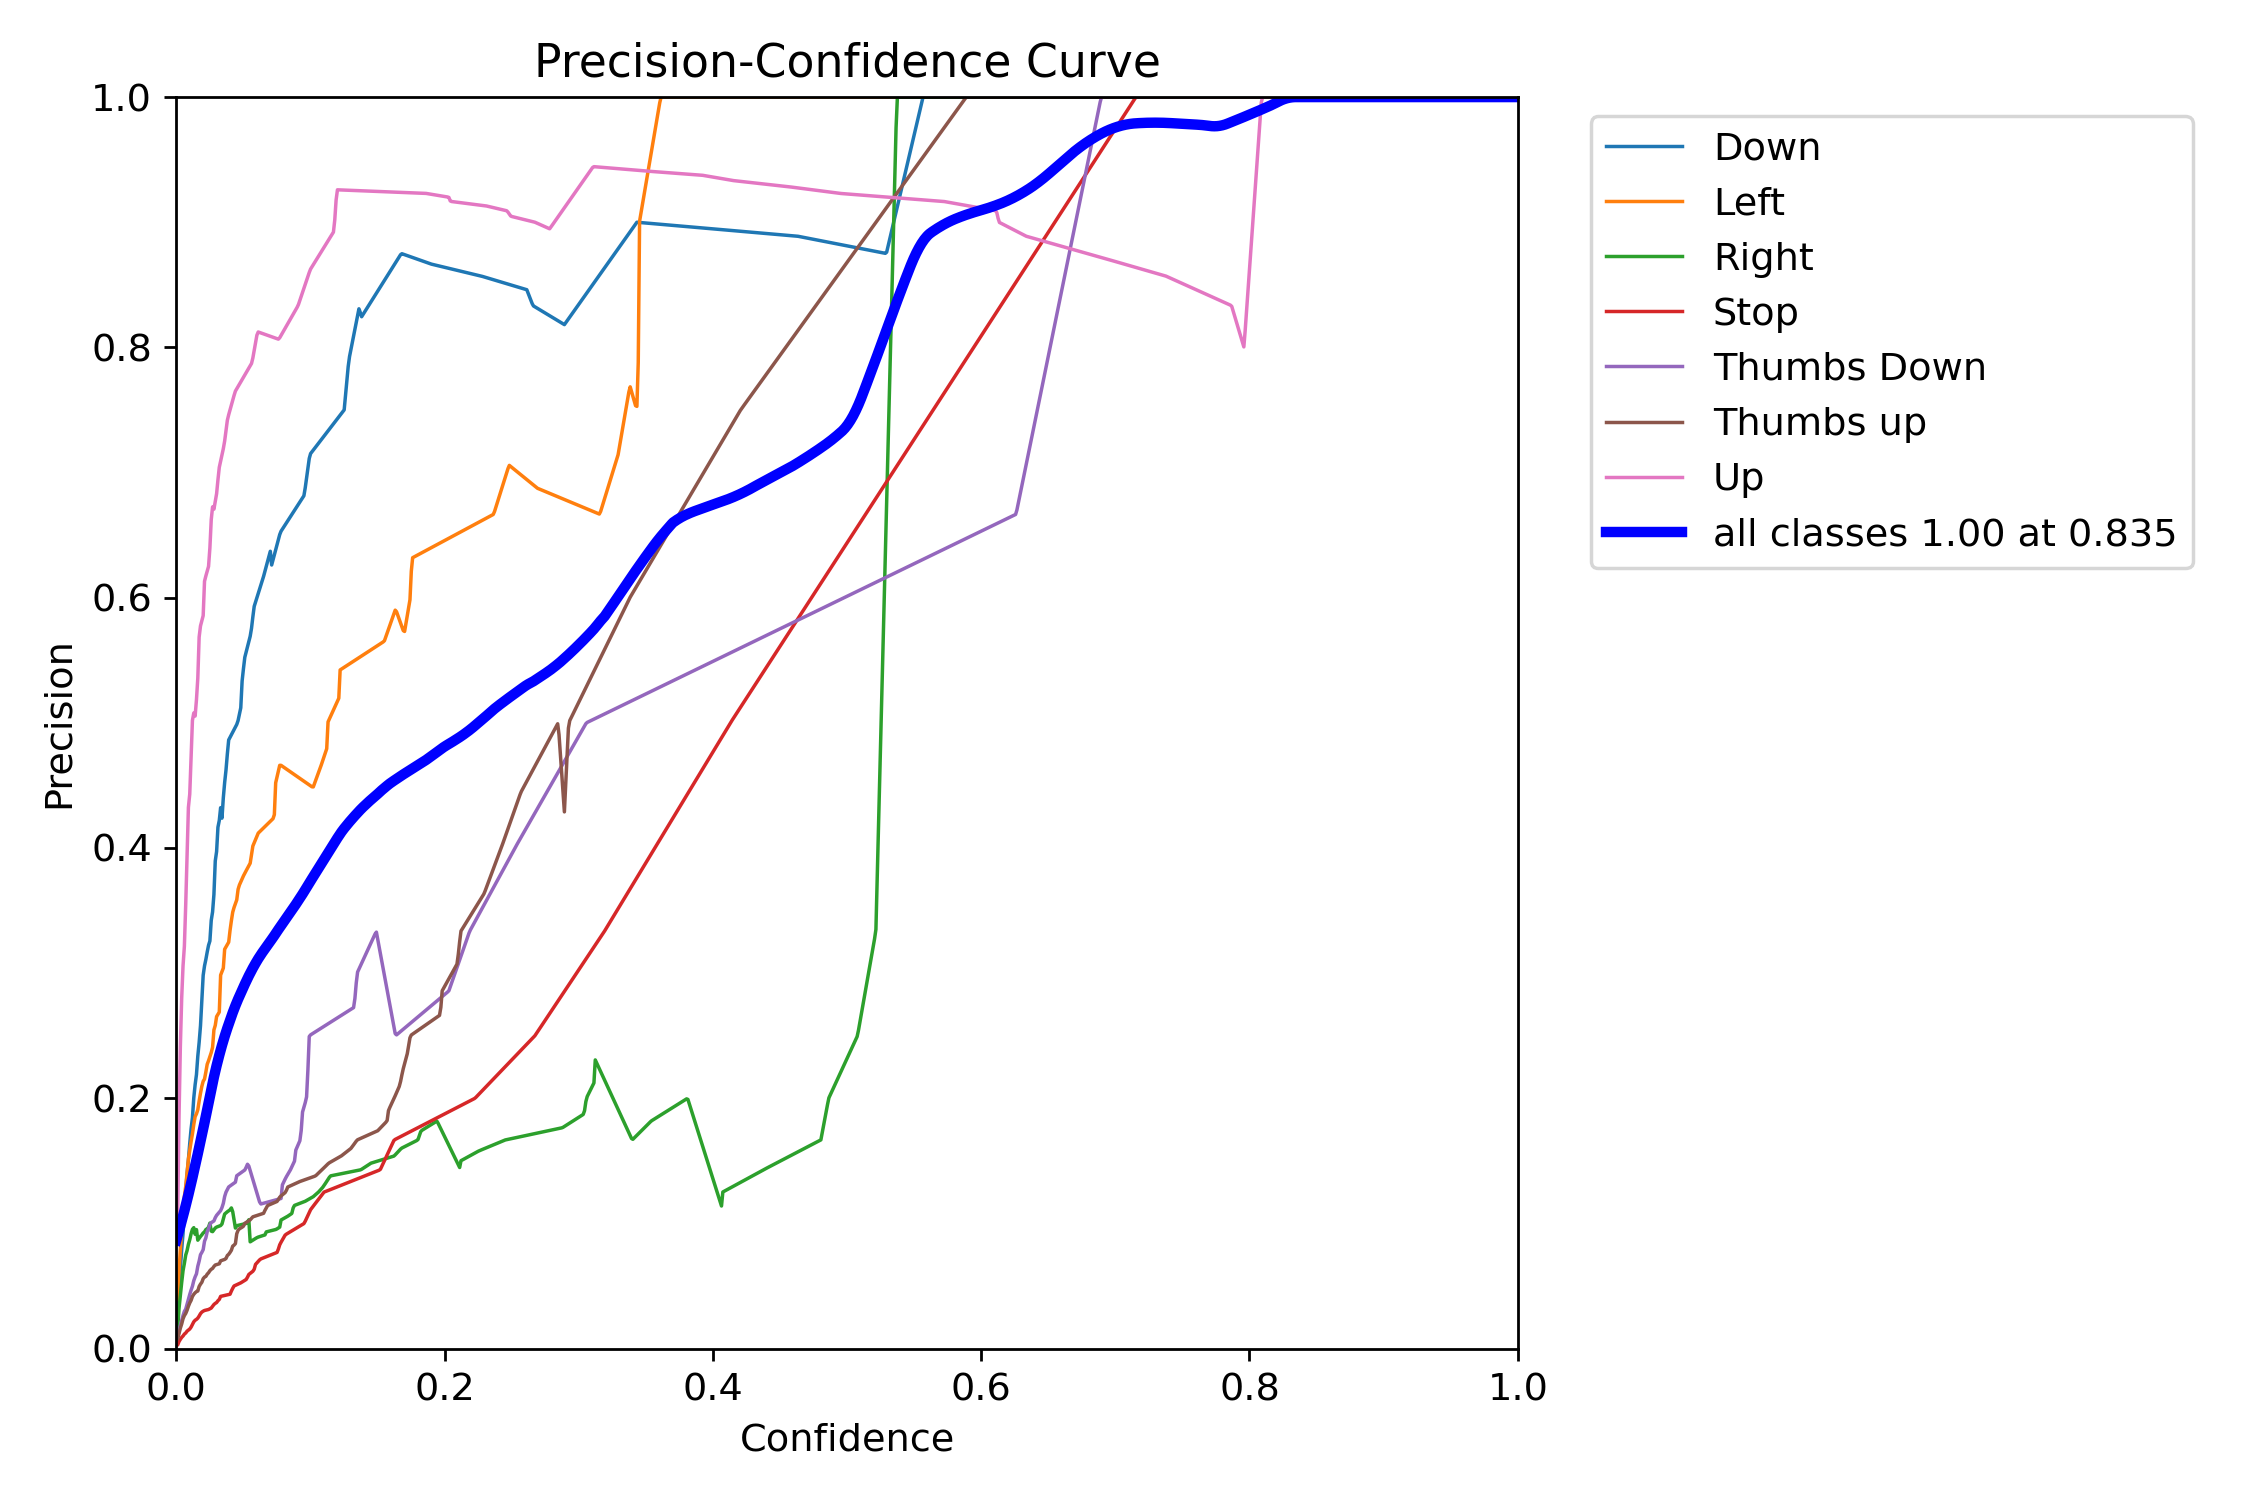 Precision-Confidence Curve
1.0
0.8
0.6
0.4
0.2
0.0
Precision
0.0 0.2 0.4 0.6 0.8 1.0
Confidence
Down
Left
Right
Stop
Thumbs Down
Thumbs up
Up
all classes 1.00 at 0.835